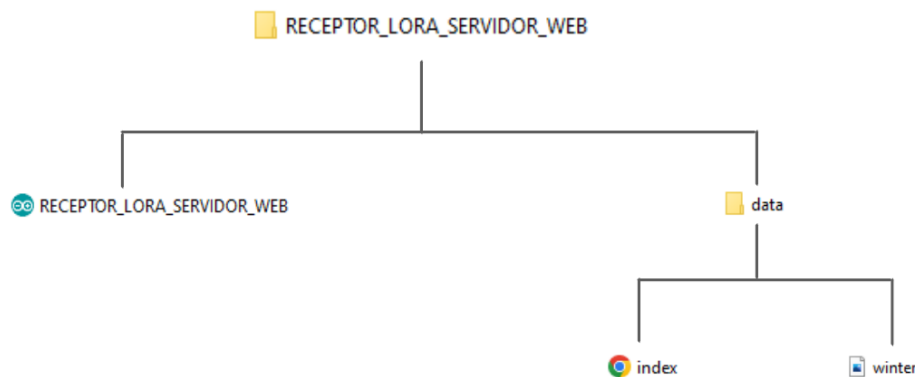 RECEPTOR_LORA_SERVIDOR_WEB
RECEPTOR_LORA_SERVIDOR_WEB
data
index
winter